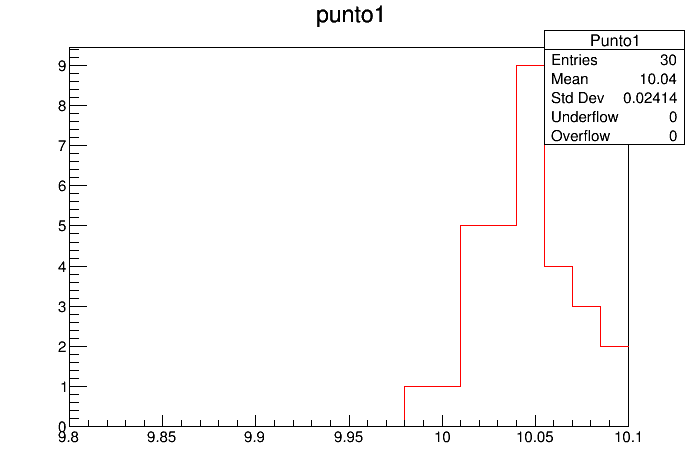 punto1
Punto1
Entries 30
Mean 10.04
Std Dev 0.02414
Underflow 0
Overflow 0
9
8
7
6
5
4
3
2
1
0
9.8 9.85 9.9 9.95 10 10.05 10.1